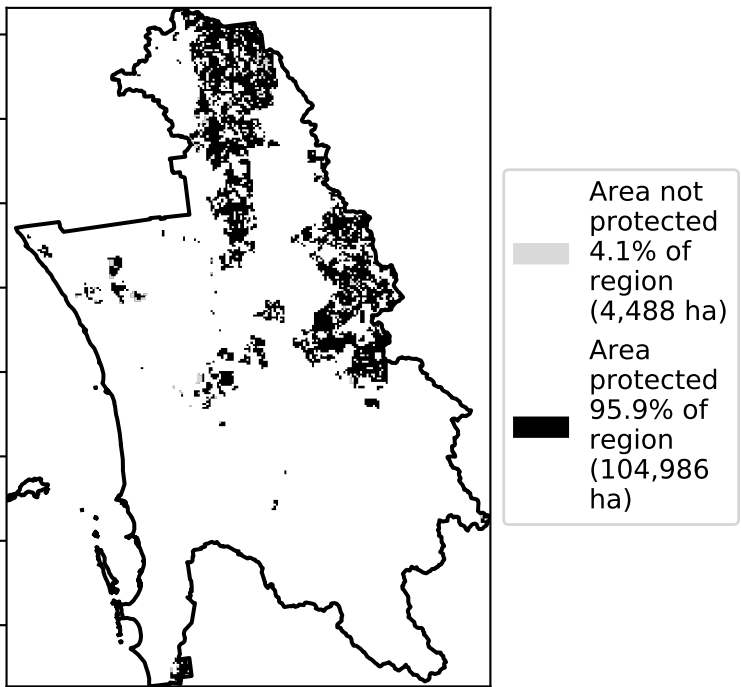 Area not
protected
4.1% of
region
(4,488 ha)
Area
protected
95.9% of
region
(104,986
ha)